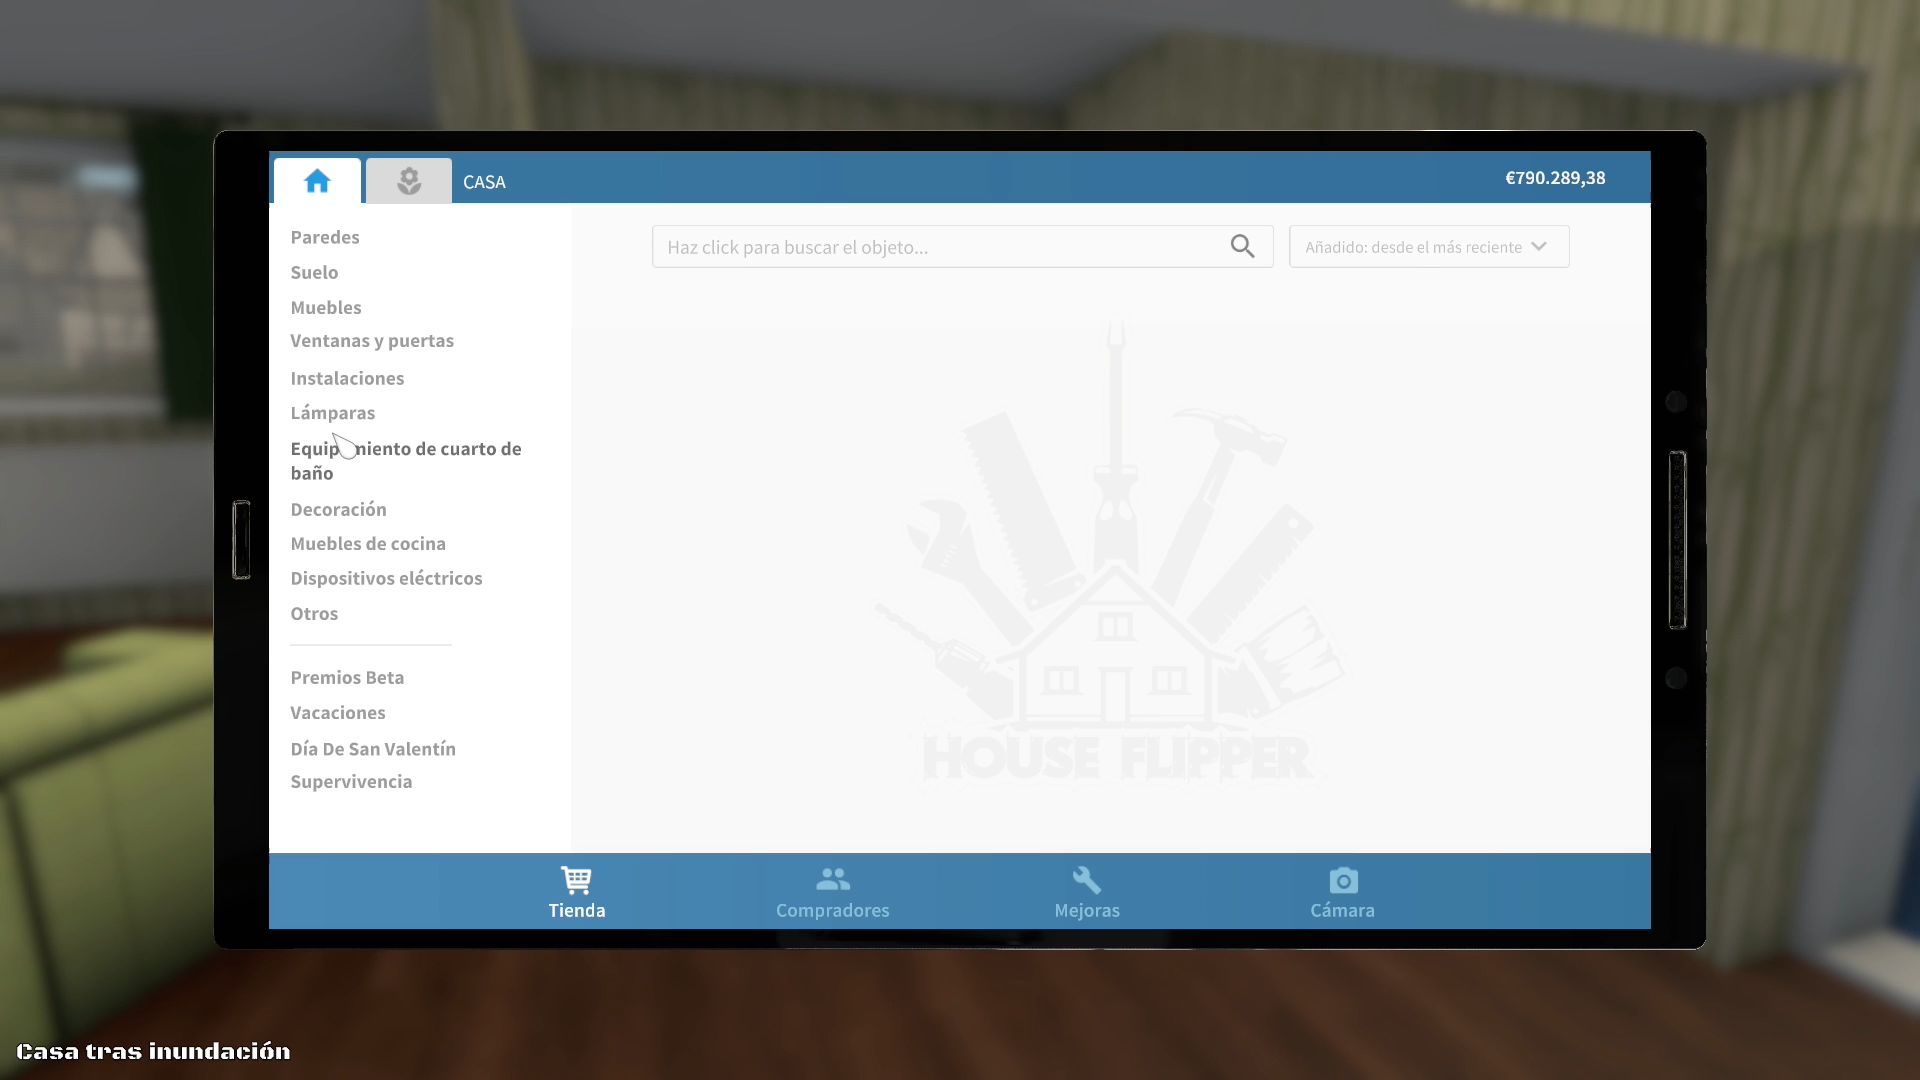 CASA
€790.289,38
Paredes
Suelo
Muebles
Ventanas y puertas
Instalaciones
Lámparas
Equipamiento de cuarto de
baño
Decoración
Muebles de cocina
Dispositivos eléctricos
Otros
Premios Beta
Vacaciones
Día De San Valentín
Supervivencia
Haz click para buscar el objeto...
Añadido: desde el más reciente
HOUSE FLIPPER
Tienda
Compradores
Mejoras
Cámara
Casa tras inundación